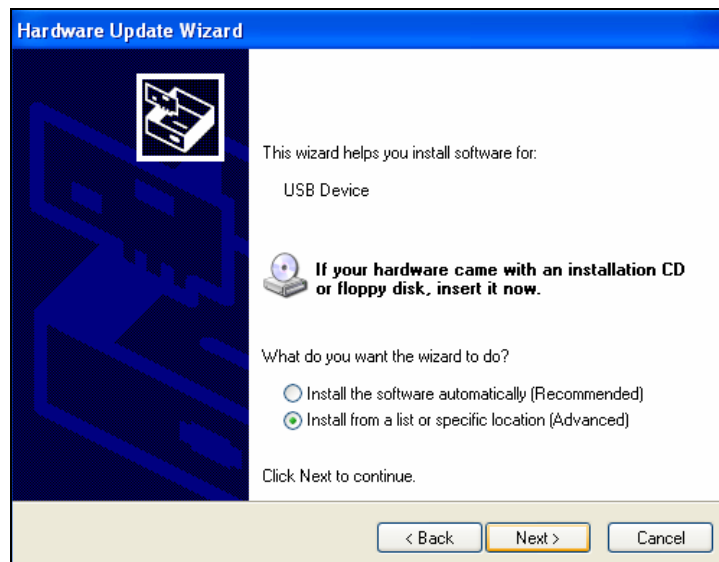 Hardware Update Wizard
This wizard helps you install software for:
USB Device
If your hardware came with an installation CD
or floppy disk, insert it now.
What do you want the wizard to do?
Install the software automatically (Recommended)
Install from a list or specific location (Advanced)
Click Next to continue.
< Back Next > Cancel